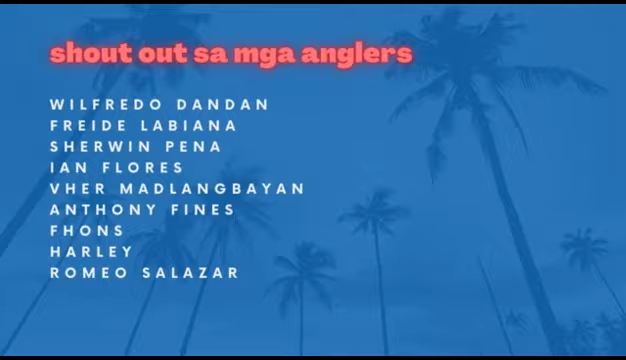 shout out sa mga anglers
WILFREDO DANDAN
FREIDE LABIANA
SHERWIN PENA
IAN FLORES
VHER MADLANGBAYAN
ANTHONY FINES
FHONS
HARLEY
ROMEO SALAZAR